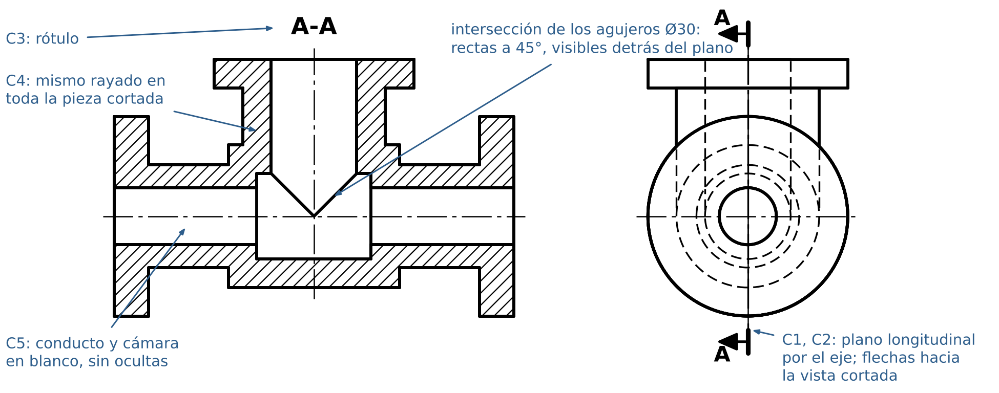 A-A
C3: rótulo
C4: mismo rayado en
toda la pieza cortada
intersección de los agujeros Ø30:
rectas a 45°, visibles detrás del plano
A
C5: conducto y cámara
en blanco, sin ocultas
A
C1, C2: plano longitudinal
por el eje; flechas hacia
la vista cortada